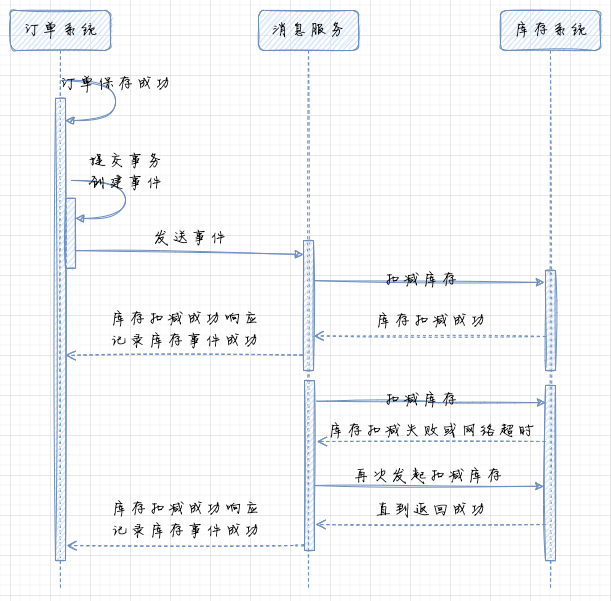 订单系统
消息服务
库存系统
订单保存成功
提交事务
创建事件
发送事件
扣减库存
库存扣减成功响应
记录库存事件成功
库存扣减成功
扣减库存
库存扣减失败或网络超时
再次发起扣减库存
库存扣减成功响应
记录库存事件成功
直到返回成功